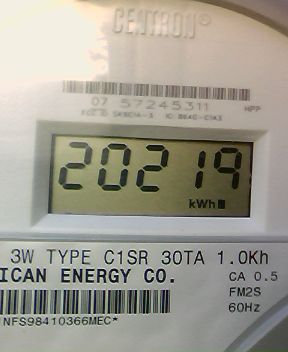 CENTRON®
07 57245311
HPP
20219
kWh
3W TYPE C1SR 30TA 1.0Kh
ICAN ENERGY CO.
CA 0.5
FM2S
60Hz
NFS98410366MEC*